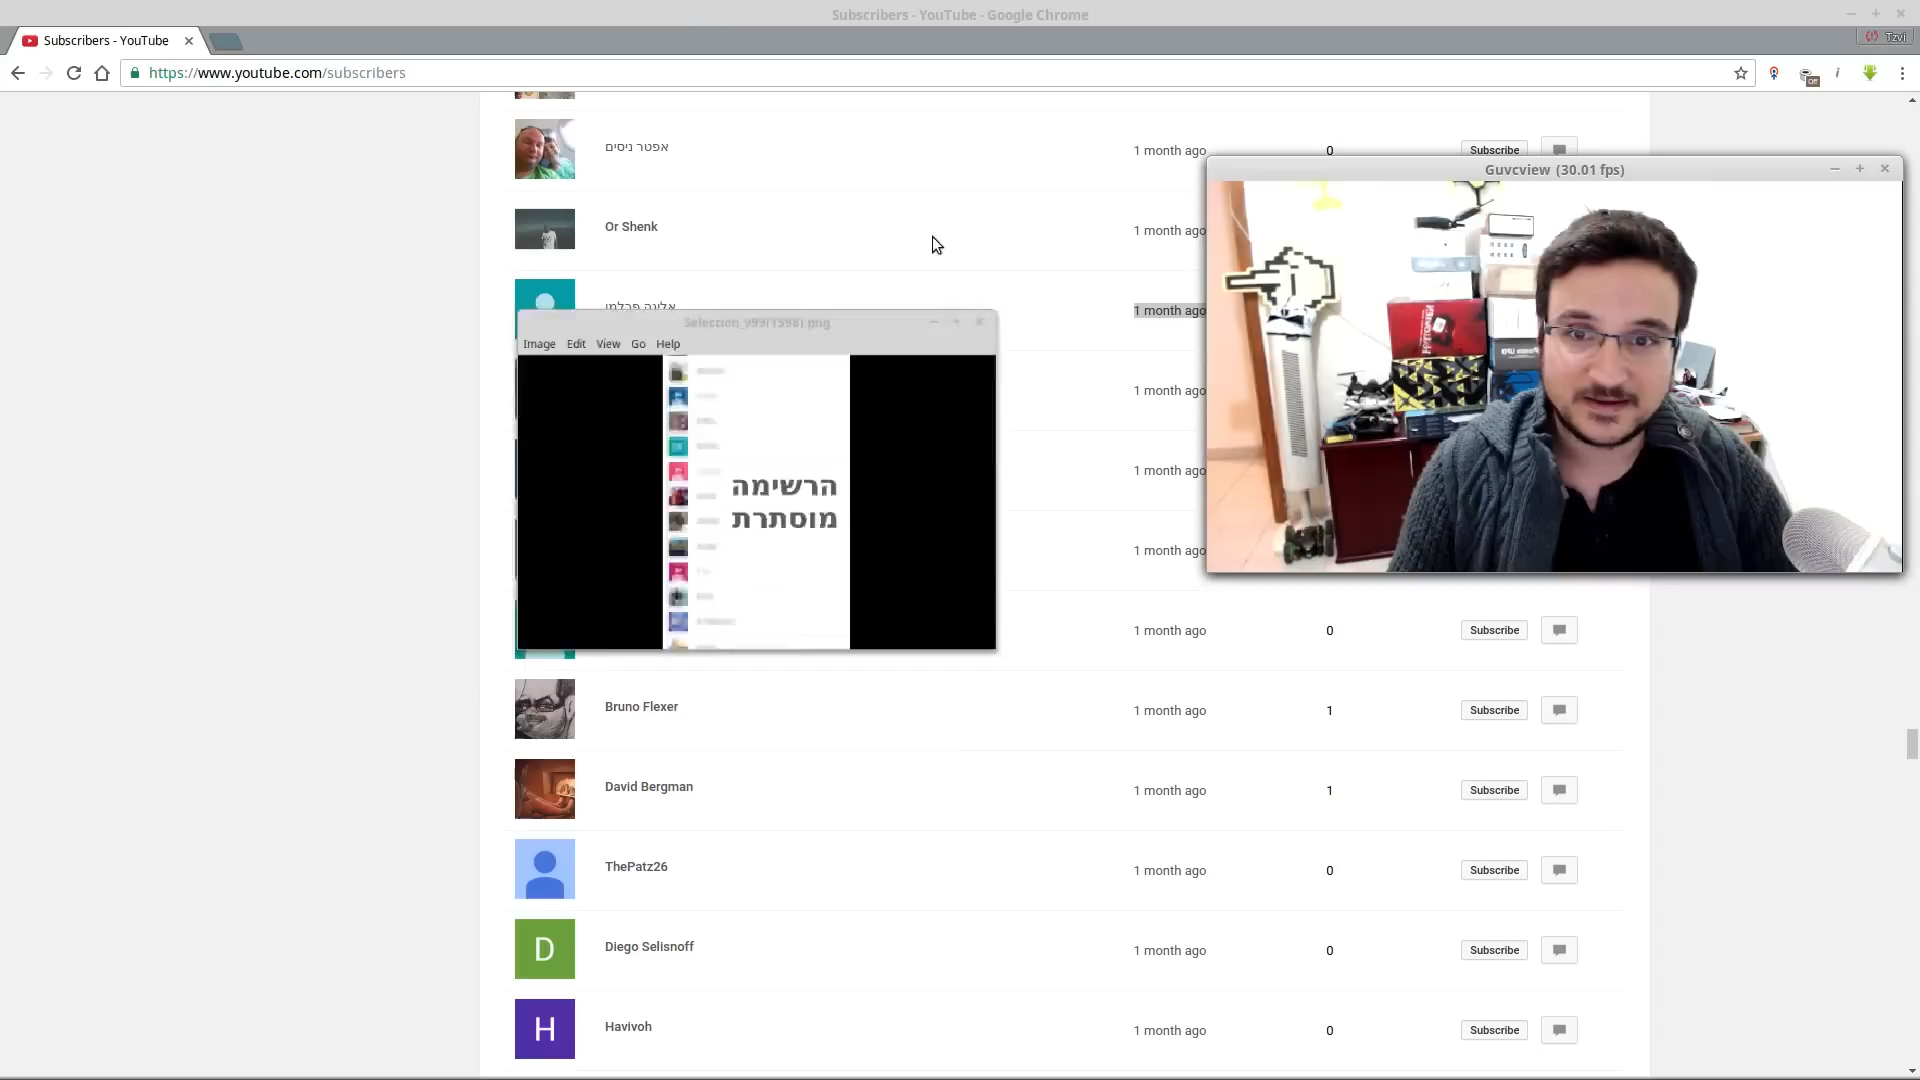 Subscribers - YouTube - Google Chrome
Subscribers - YouTube
Tzvi
https://www.youtube.com/subscribers
Off
אפטר ניסים
1 month ago
0
Subscribe
Guvcview (30.01 fps)
Or Shenk
1 month ago
1 month ago
Image Edit View Go Help
1 month ago
1 month ago
הרשימה
מוסתרת
1 month ago
1 month ago
0
Subscribe
Bruno Flexer
1 month ago
1
Subscribe
David Bergman
1 month ago
1
Subscribe
ThePatz26
1 month ago
0
Subscribe
D
Diego Selisnoff
1 month ago
0
Subscribe
H
Havivoh
1 month ago
0
Subscribe